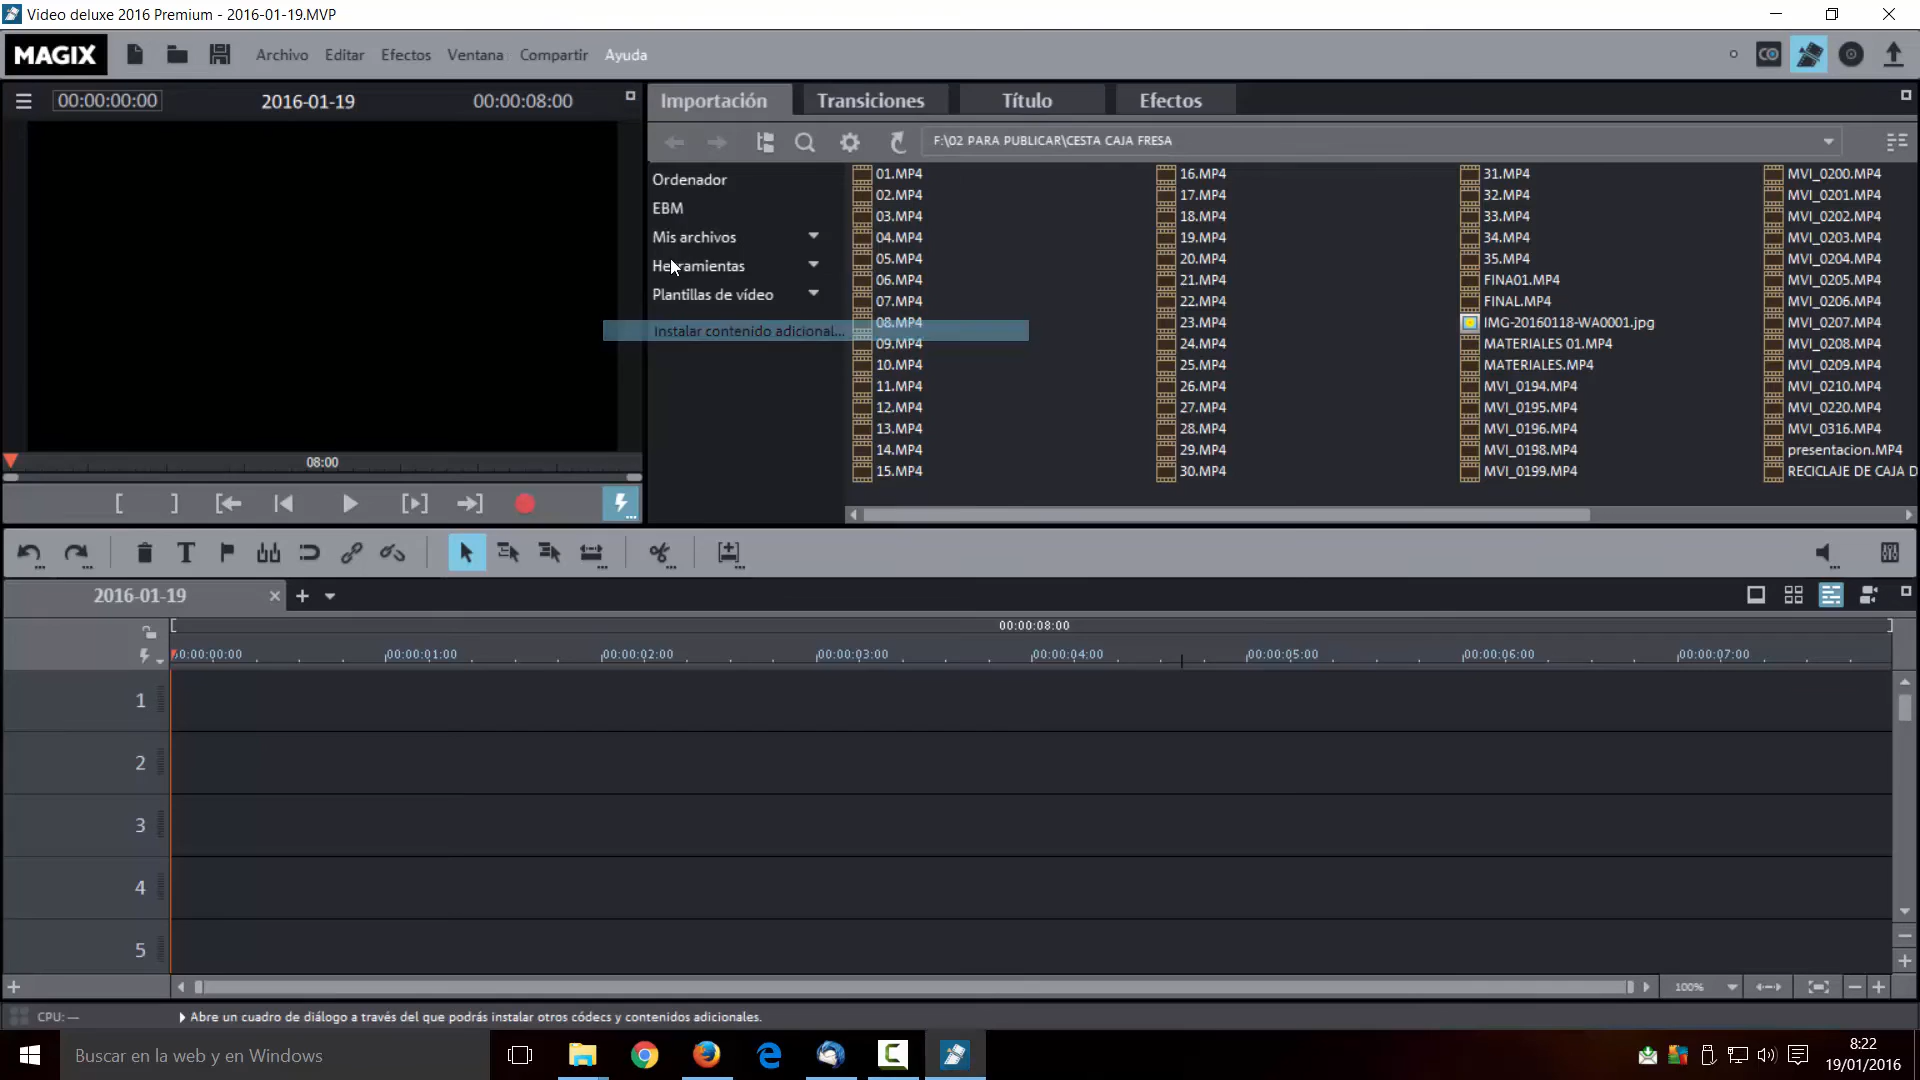 Video deluxe 2016 Premium - 2016-01-19.MVP
MAGIX Archivo Editar Efectos Ventana Compartir Ayuda
00:00:00:00 2016-01-19 00:00:08:00
Importación Transiciones Título Efectos
F:\02 PARA PUBLICAR\CESTA CAJA FRESA
Ordenador
EBM
Mis archivos
Herramientas
Plantillas de vídeo
Instalar contenido adicional...
01.MP4
02.MP4
03.MP4
04.MP4
05.MP4
06.MP4
07.MP4
08.MP4
09.MP4
10.MP4
11.MP4
12.MP4
13.MP4
14.MP4
15.MP4
16.MP4
17.MP4
18.MP4
19.MP4
20.MP4
21.MP4
22.MP4
23.MP4
24.MP4
25.MP4
26.MP4
27.MP4
28.MP4
29.MP4
30.MP4
31.MP4
32.MP4
33.MP4
34.MP4
35.MP4
FINA01.MP4
FINAL.MP4
IMG-20160118-WA0001.jpg
MATERIALES 01.MP4
MATERIALES.MP4
MVI_0194.MP4
MVI_0195.MP4
MVI_0196.MP4
MVI_0198.MP4
MVI_0199.MP4
MVI_0200.MP4
MVI_0201.MP4
MVI_0202.MP4
MVI_0203.MP4
MVI_0204.MP4
MVI_0205.MP4
MVI_0206.MP4
MVI_0207.MP4
MVI_0208.MP4
MVI_0209.MP4
MVI_0210.MP4
MVI_0220.MP4
MVI_0316.MP4
presentacion.MP4
RECICLAJE DE CAJA D
08:00
2016-01-19
00:00:08:00
00:00:00:00 00:00:01:00 00:00:02:00 00:00:03:00 00:00:04:00 00:00:05:00 00:00:06:00 00:00:07:00
1
2
3
4
5
100%
CPU: — Abre un cuadro de diálogo a través del que podrás instalar otros códecs y contenidos adicionales.
Buscar en la web y en Windows
8:22
19/01/2016